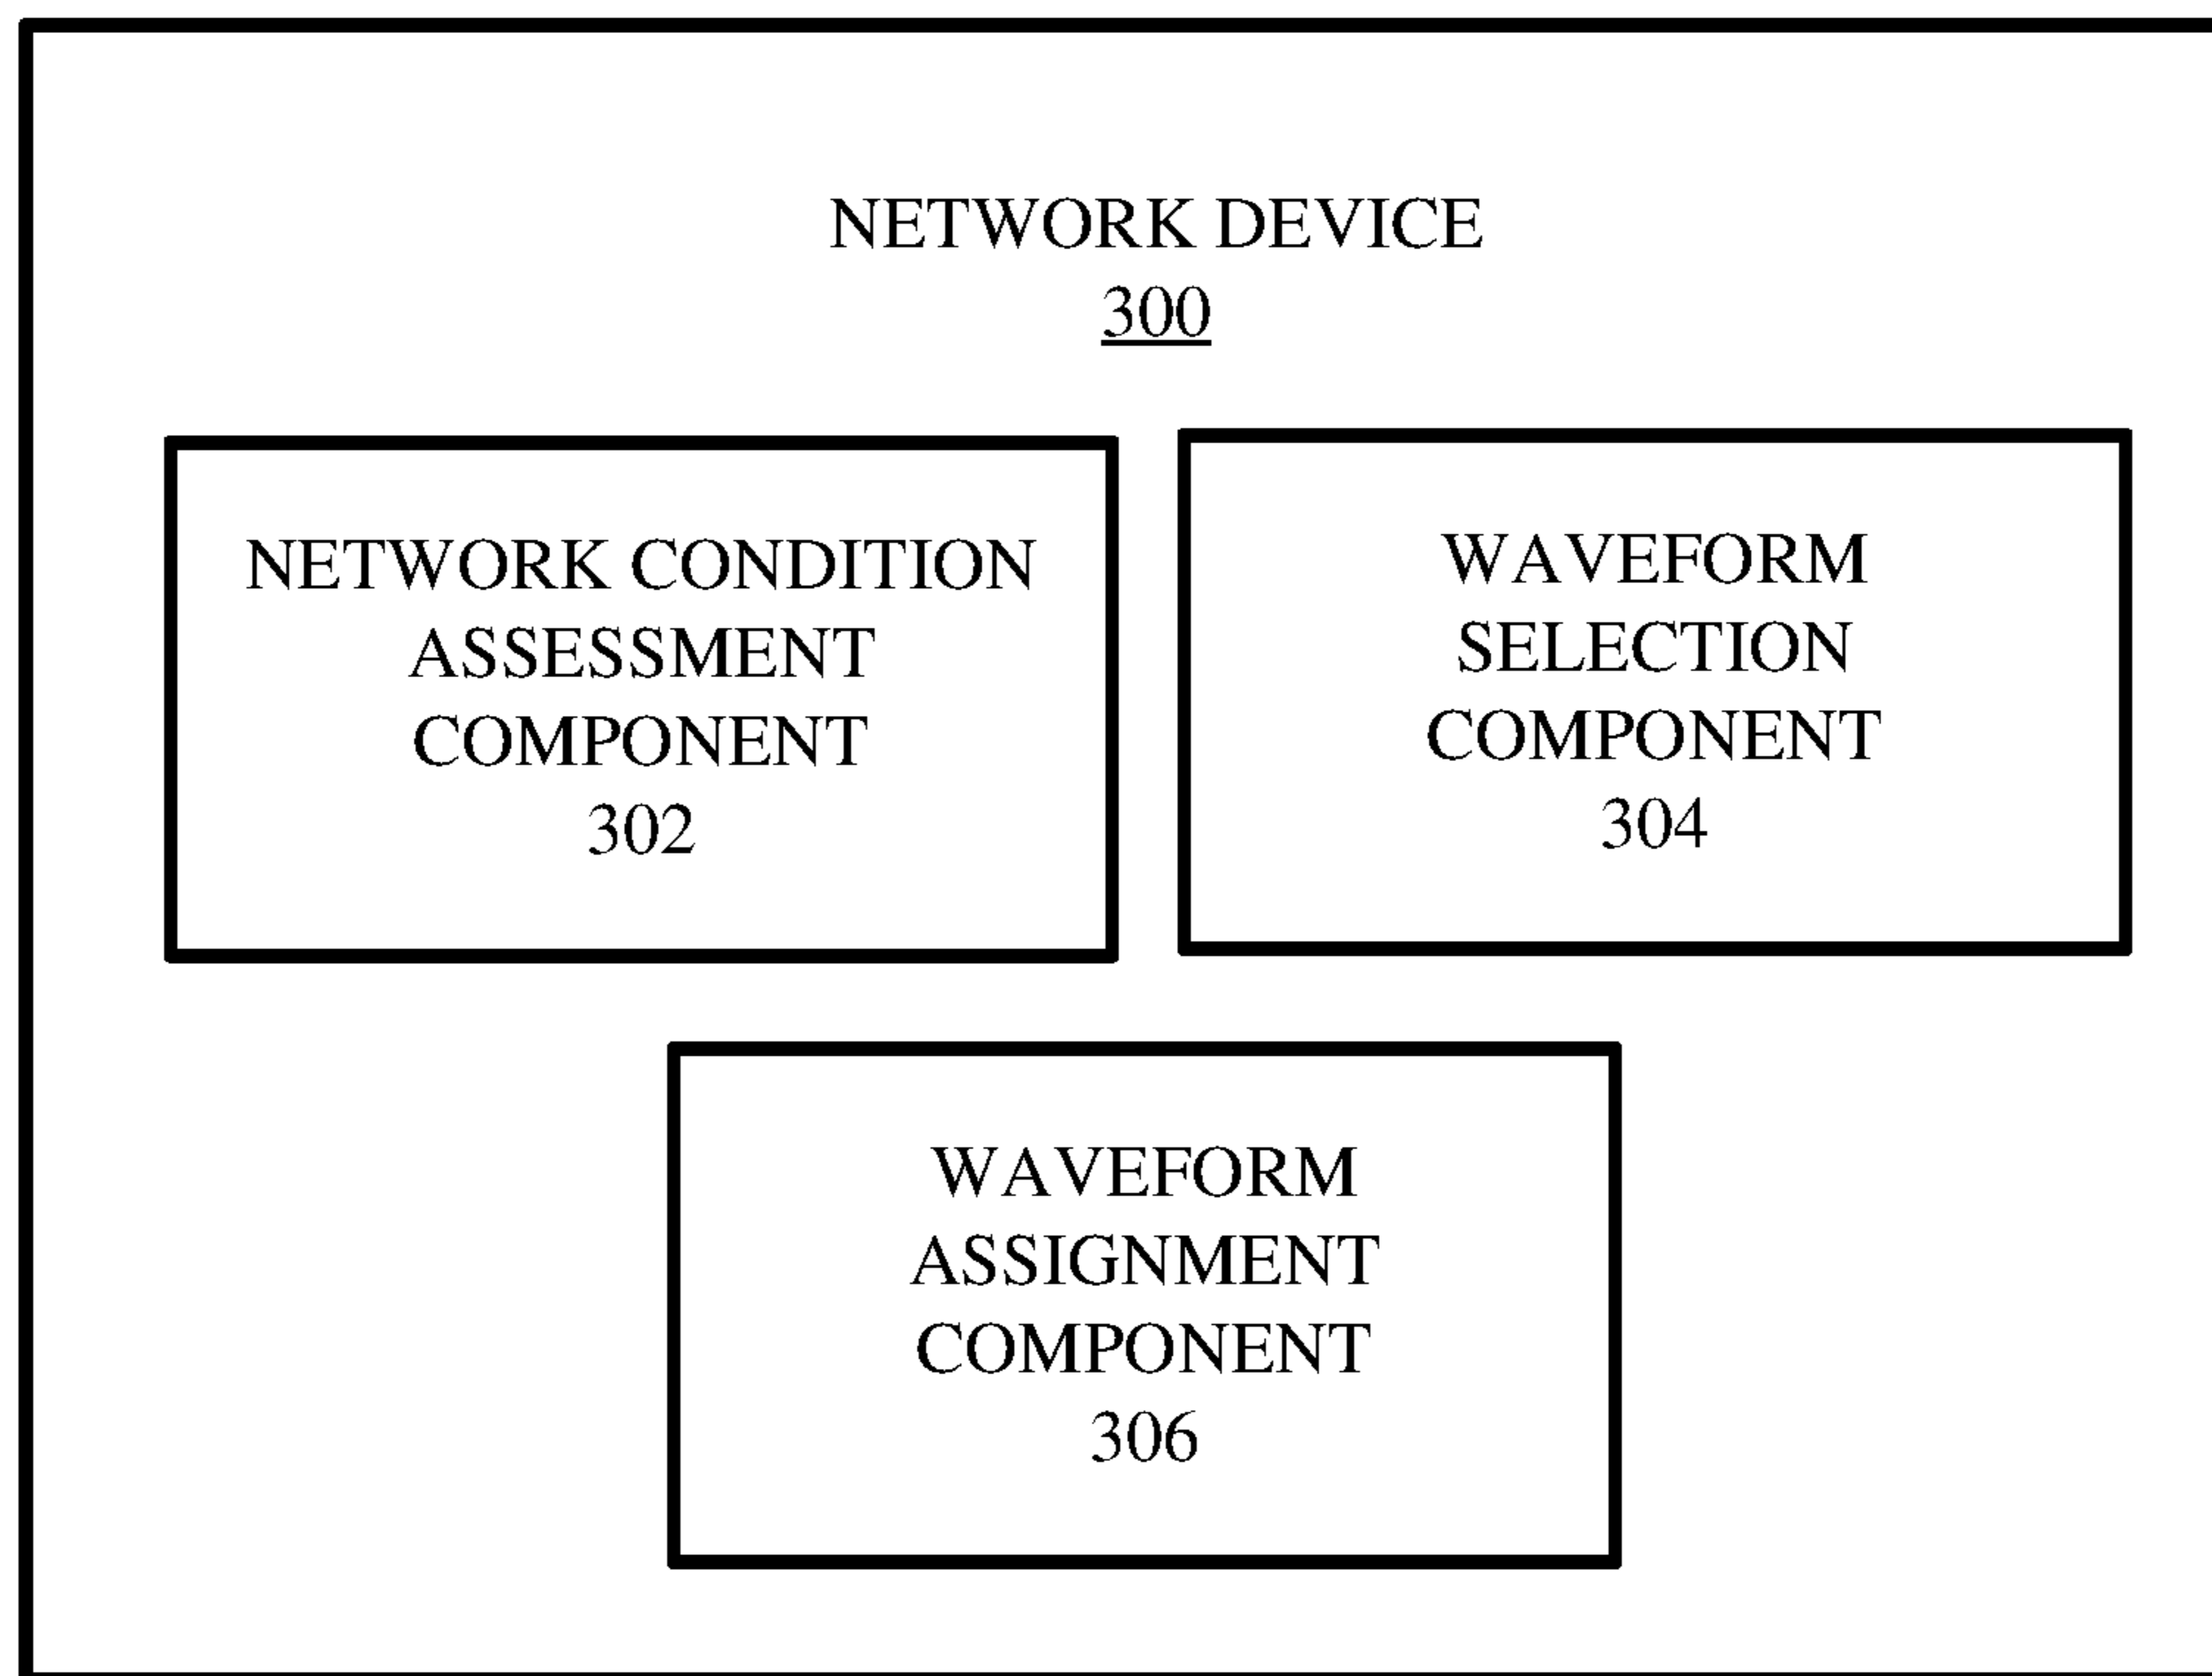 NETWORK DEVICE
300
NETWORK CONDITION
ASSESSMENT
COMPONENT
302
WAVEFORM
SELECTION
COMPONENT
304
WAVEFORM
ASSIGNMENT
COMPONENT
306